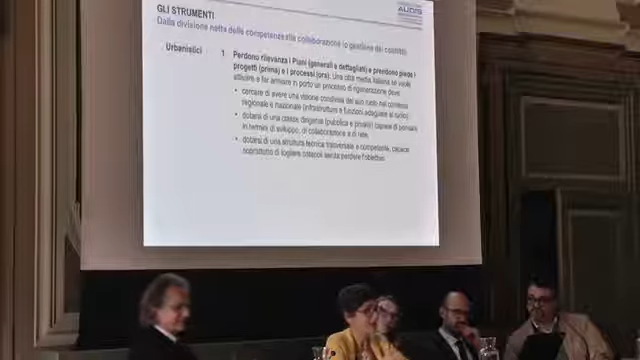 GLI STRUMENTI
AUDIS
Dalla divisione netta delle competenze alla collaborazione (o gestione dei conflitti)
Urbanistici 1 Perdono rilevanza i Piani (generali e dettagliati) e prendono piede i
progetti (prima) e i processi (ora). Una città media italiana se vuole
attivare e far arrivare in porto un processo di rigenerazione deve
• cercare di avere una visione condivisa del suo ruolo nel contesto
regionale e nazionale (infrastrutture e funzioni adeguate al ruolo)
• dotarsi di una classe dirigente (pubblica e privata) capace di pensare
in termini di sviluppo, di collaborazione e di rete.
• dotarsi di una struttura tecnica trasversale e competente, capace
soprattutto di togliere ostacoli senza perdere l'obiettivo